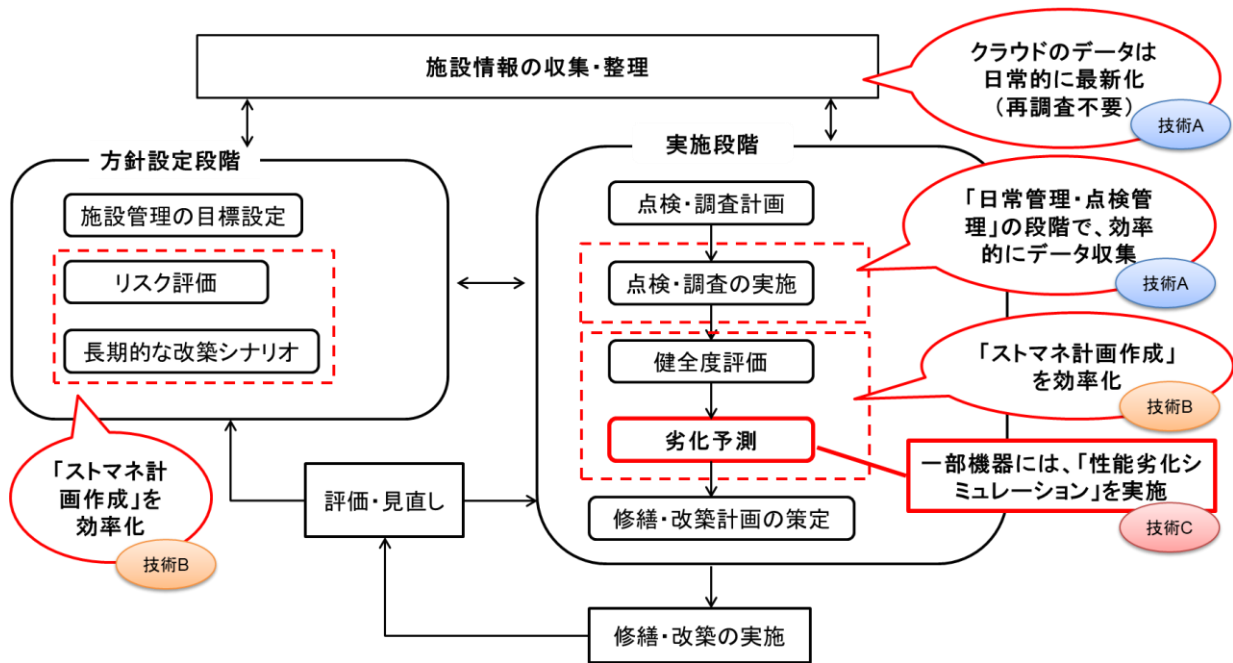 施設情報の収集・整理
クラウドのデータは
日常的に最新化
（再調査不要）
技術A
方針設定段階
施設管理の目標設定
リスク評価
長期的な改築シナリオ
「ストマネ計
画作成」を
効率化
技術B
実施段階
点検・調査計画
点検・調査の実施
健全度評価
劣化予測
修繕・改築計画の策定
「日常管理・点検管
理」の段階で、効率
的にデータ収集
技術A
「ストマネ計画作成」
を効率化
技術B
一部機器には、「性能劣化シ
ミュレーション」を実施
技術C
評価・見直し
修繕・改築の実施